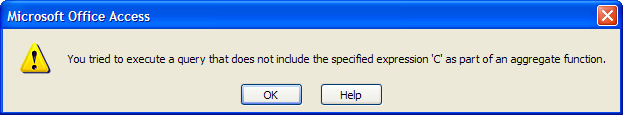 Microsoft Office Access
You tried to execute a query that does not include the specified expression 'C' as part of an aggregate function.
OK
Help